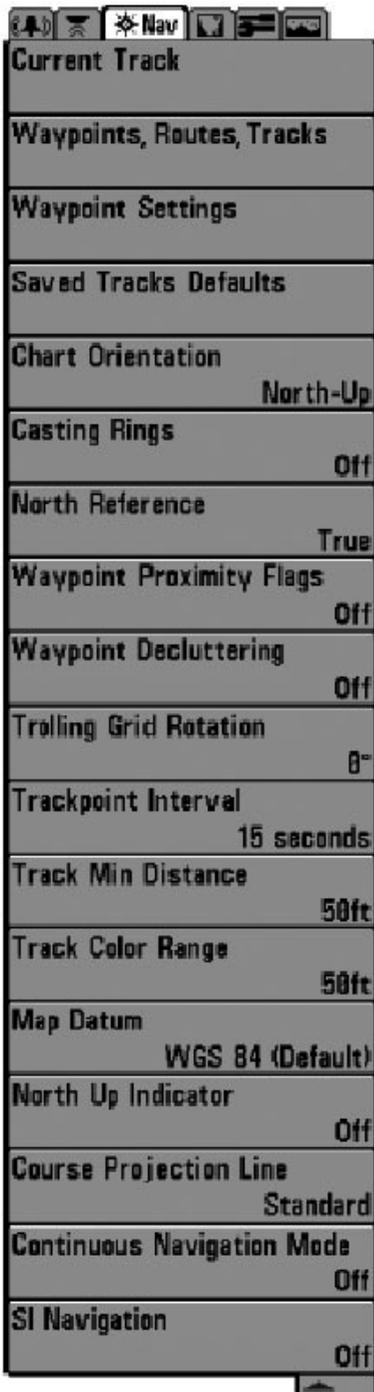 Nav
Current Track
Waypoints, Routes, Tracks
Waypoint Settings
Saved Tracks Defaults
Chart Orientation
North-Up
Casting Rings
Off
North Reference
True
Waypoint Proximity Flags
Off
Waypoint Decluttering
Off
Trolling Grid Rotation
0°
Trackpoint Interval
15 seconds
Track Min Distance
50ft
Track Color Range
50ft
Map Datum
WGS 84 (Default)
North Up Indicator
Off
Course Projection Line
Standard
Continuous Navigation Mode
Off
SI Navigation
Off